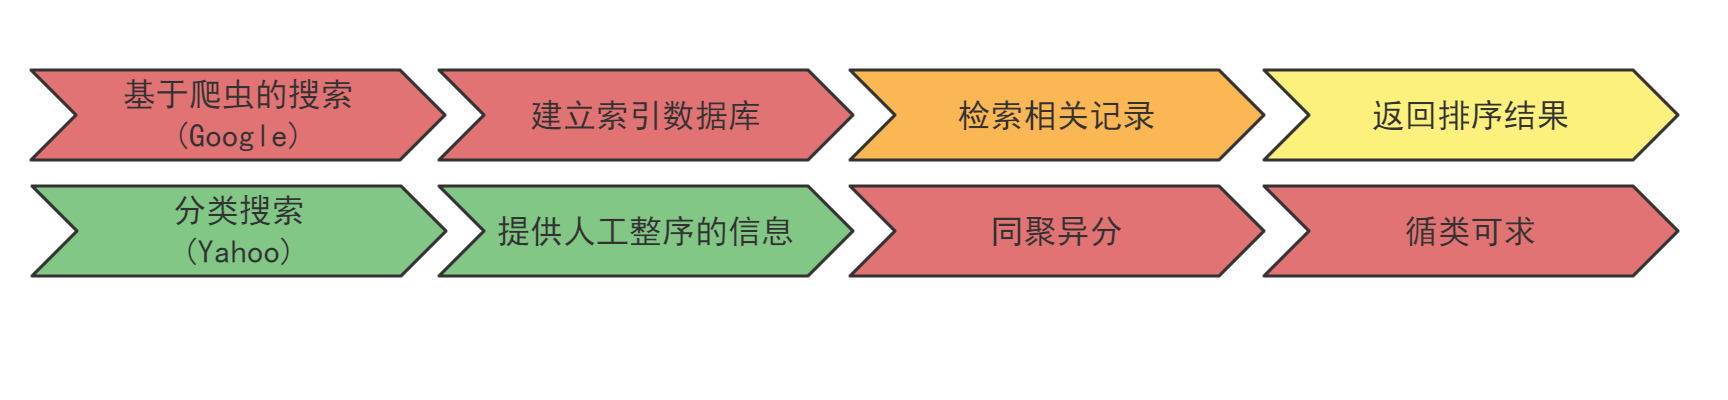 基于爬虫的搜索
(Google)
建立索引数据库
检索相关记录
返回排序结果
分类搜索
(Yahoo)
提供人工整序的信息
同聚异分
循类可求